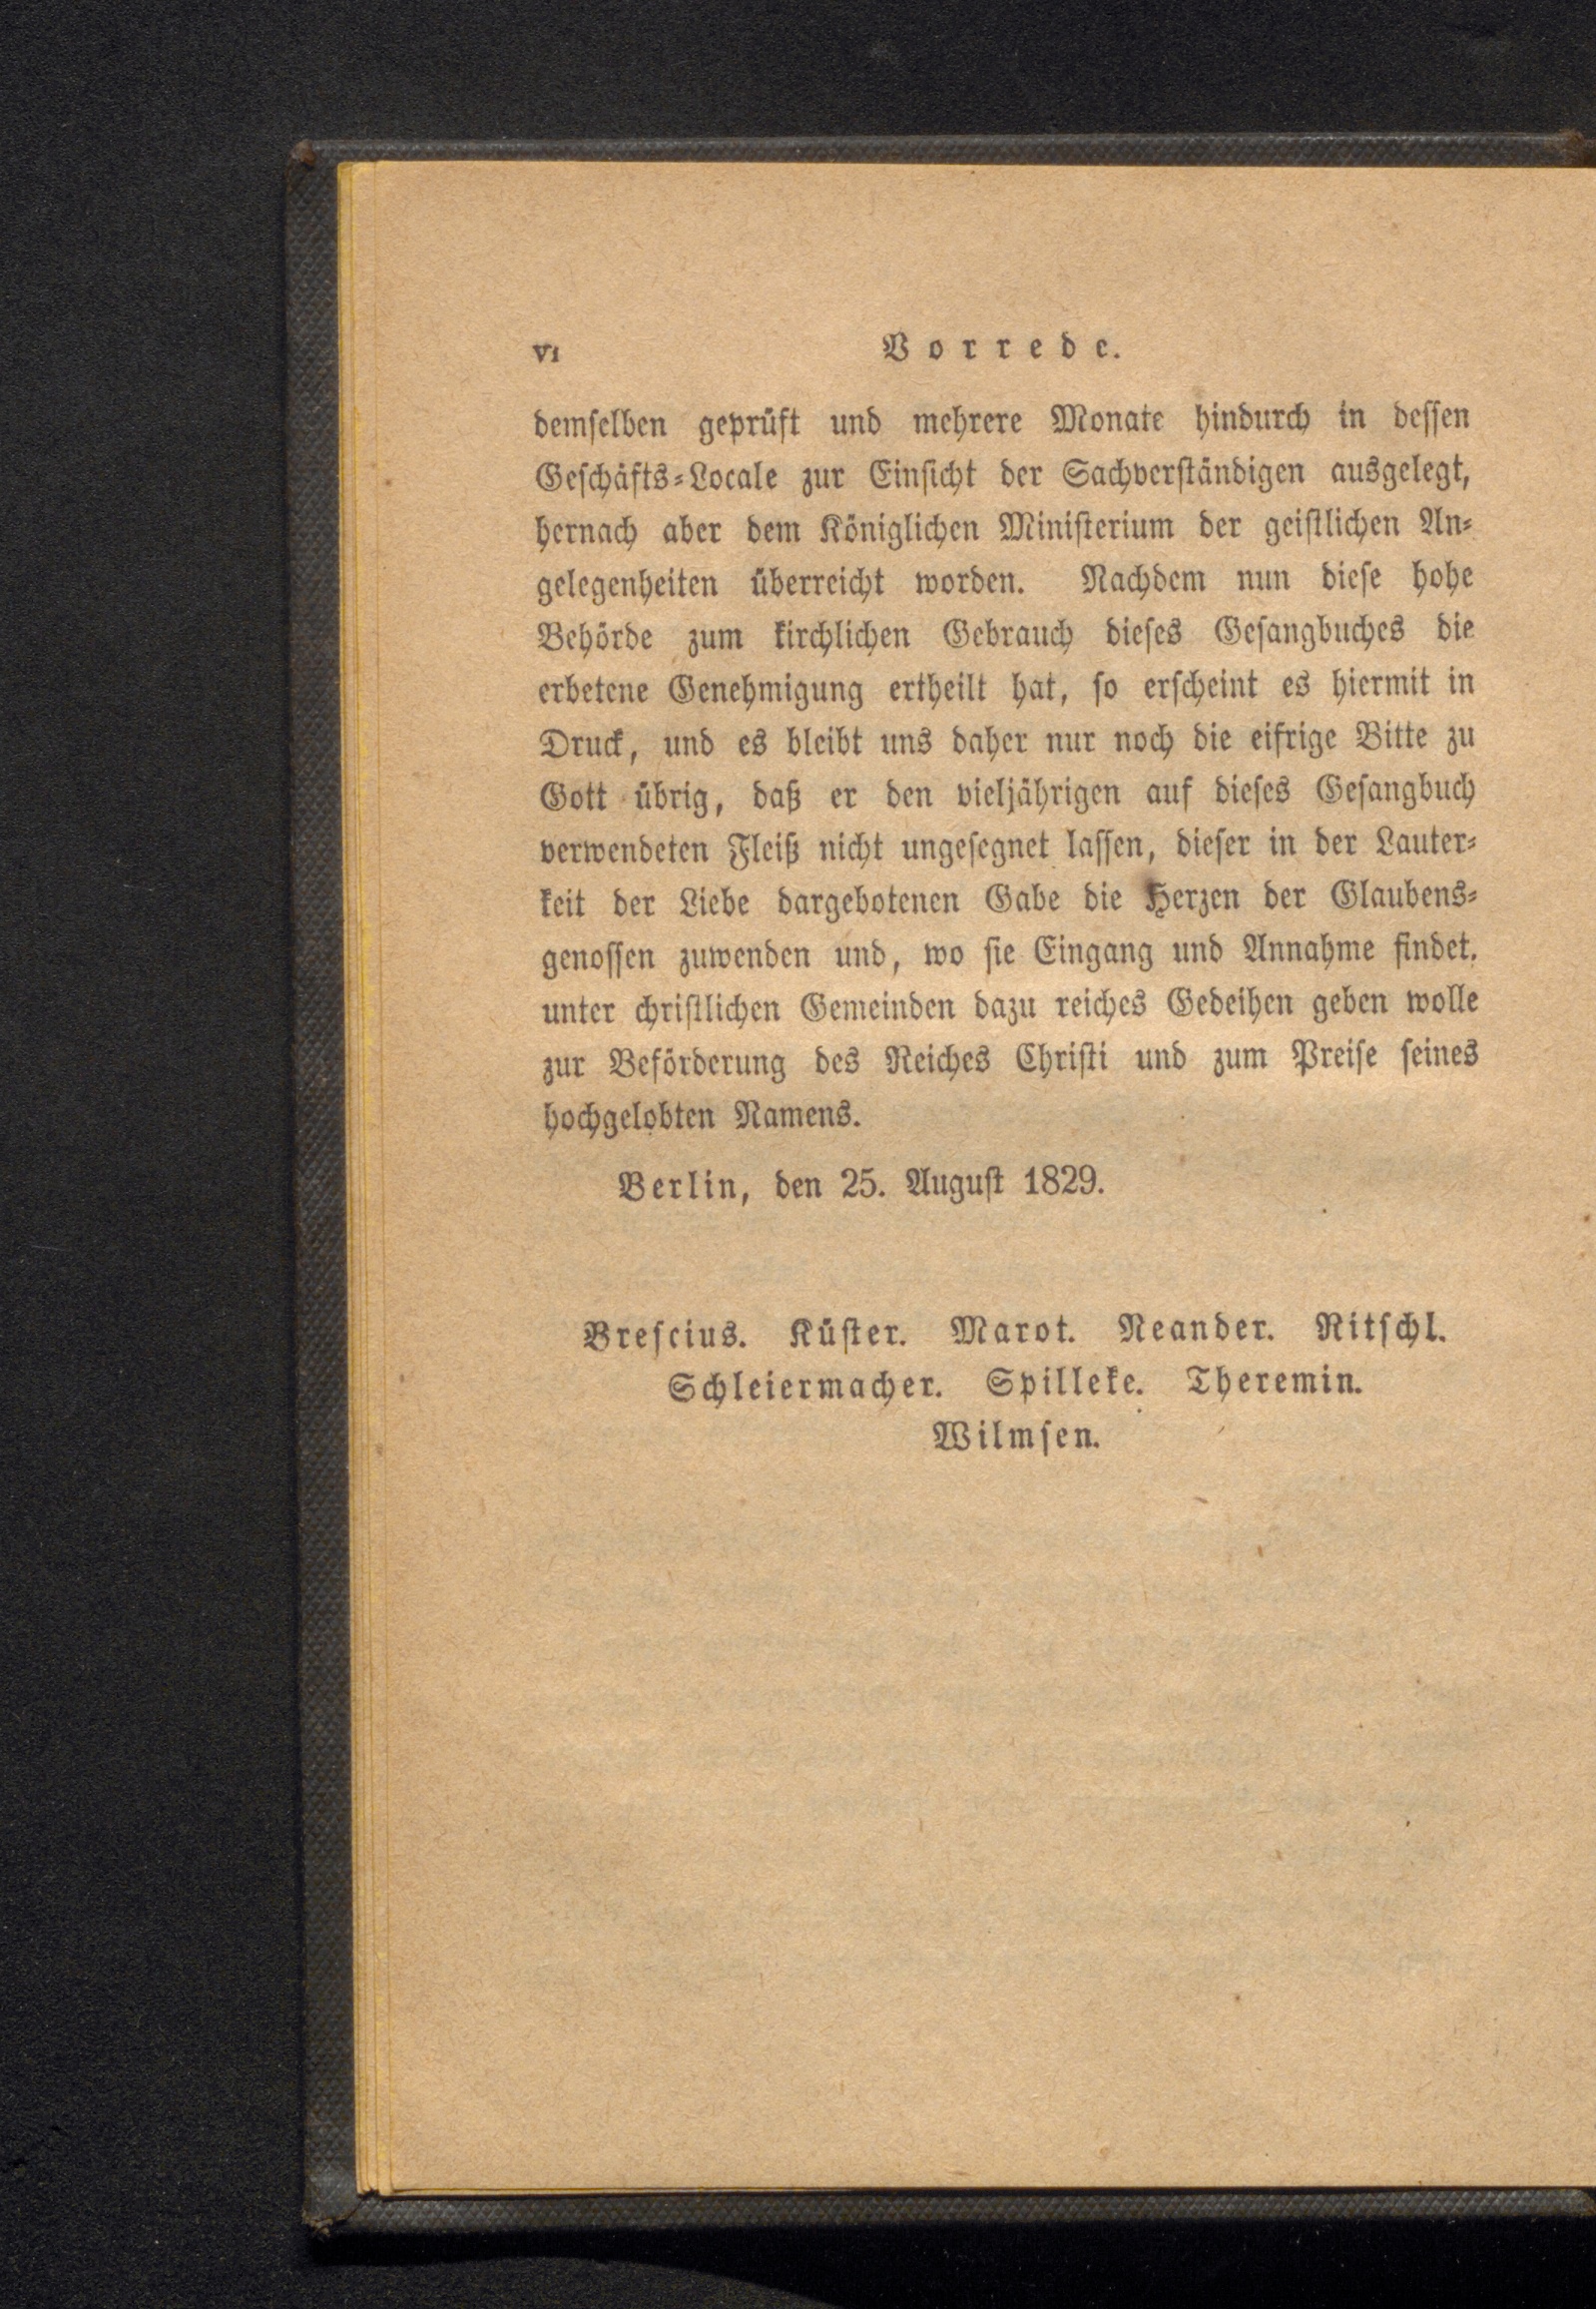 VI Vorrede.
demſelben geprüft und mehrere Monate hindurch in deſſen
Geſchäfts⸗Locale zur Einſicht der Sachverſtändigen ausgelegt,
hernach aber dem Königlichen Miniſterium der geiſtlichen An⸗
gelegenheiten überreicht worden. Nachdem nun dieſe hohe
Behörde zum kirchlichen Gebrauch dieſes Geſangbuches die
erbetene Genehmigung ertheilt hat, ſo erſcheint es hiermit in
Druck, und es bleibt uns daher nur noch die eifrige Bitte zu
Gott übrig, daß er den vieljährigen auf dieſes Geſangbuch
verwendeten Fleiß nicht ungeſegnet laſſen, dieſer in der Lauter⸗
keit der Liebe dargebotenen Gabe die Herzen der Glaubens⸗
genoſſen zuwenden und, wo ſie Eingang und Annahme findet,
unter chriſtlichen Gemeinden dazu reiches Gedeihen geben wolle
zur Beförderung des Reiches Chriſti und zum Preiſe ſeines
hochgelobten Namens.
Berlin, den 25. Auguſt 1829.
Breſcius. Küſter. Marot. Neander. Ritſchl.
Schleiermacher. Spilleke. Theremin.
Wilmſen.